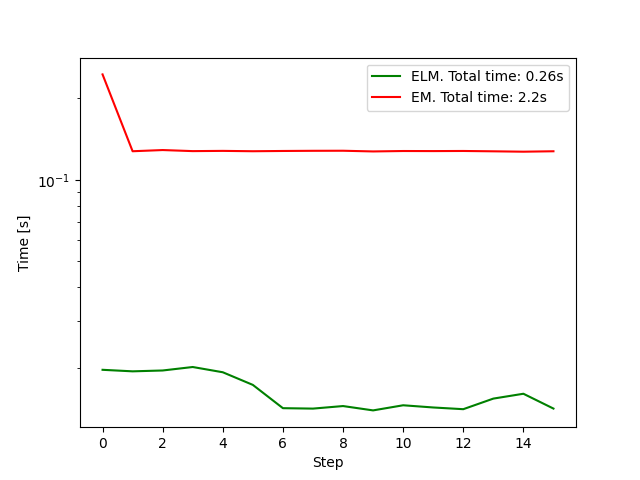 ELM. Total time: 0.26s
EM. Total time: 2.2s
10⁻¹
Time [s]
0 2 4 6 8 10 12 14
Step